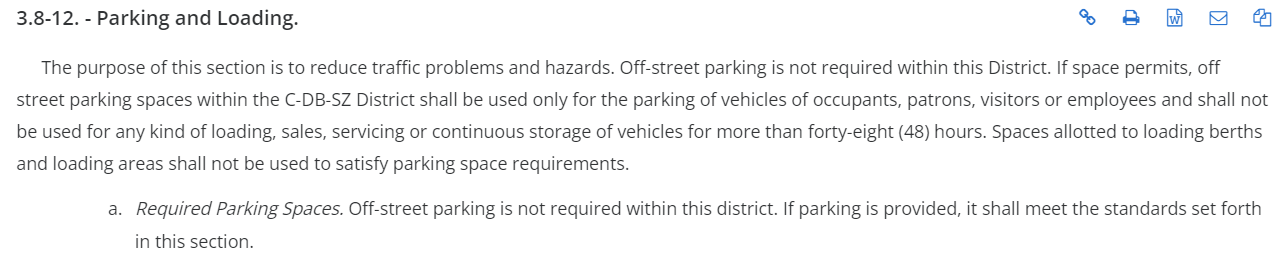 3.8-12. - Parking and Loading.
The purpose of this section is to reduce traffic problems and hazards. Off-street parking is not required within this District. If space permits, off
street parking spaces within the C-DB-SZ District shall be used only for the parking of vehicles of occupants, patrons, visitors or employees and shall not
be used for any kind of loading, sales, servicing or continuous storage of vehicles for more than forty-eight (48) hours. Spaces allotted to loading berths
and loading areas shall not be used to satisfy parking space requirements.
a. Required Parking Spaces. Off-street parking is not required within this district. If parking is provided, it shall meet the standards set forth
in this section.